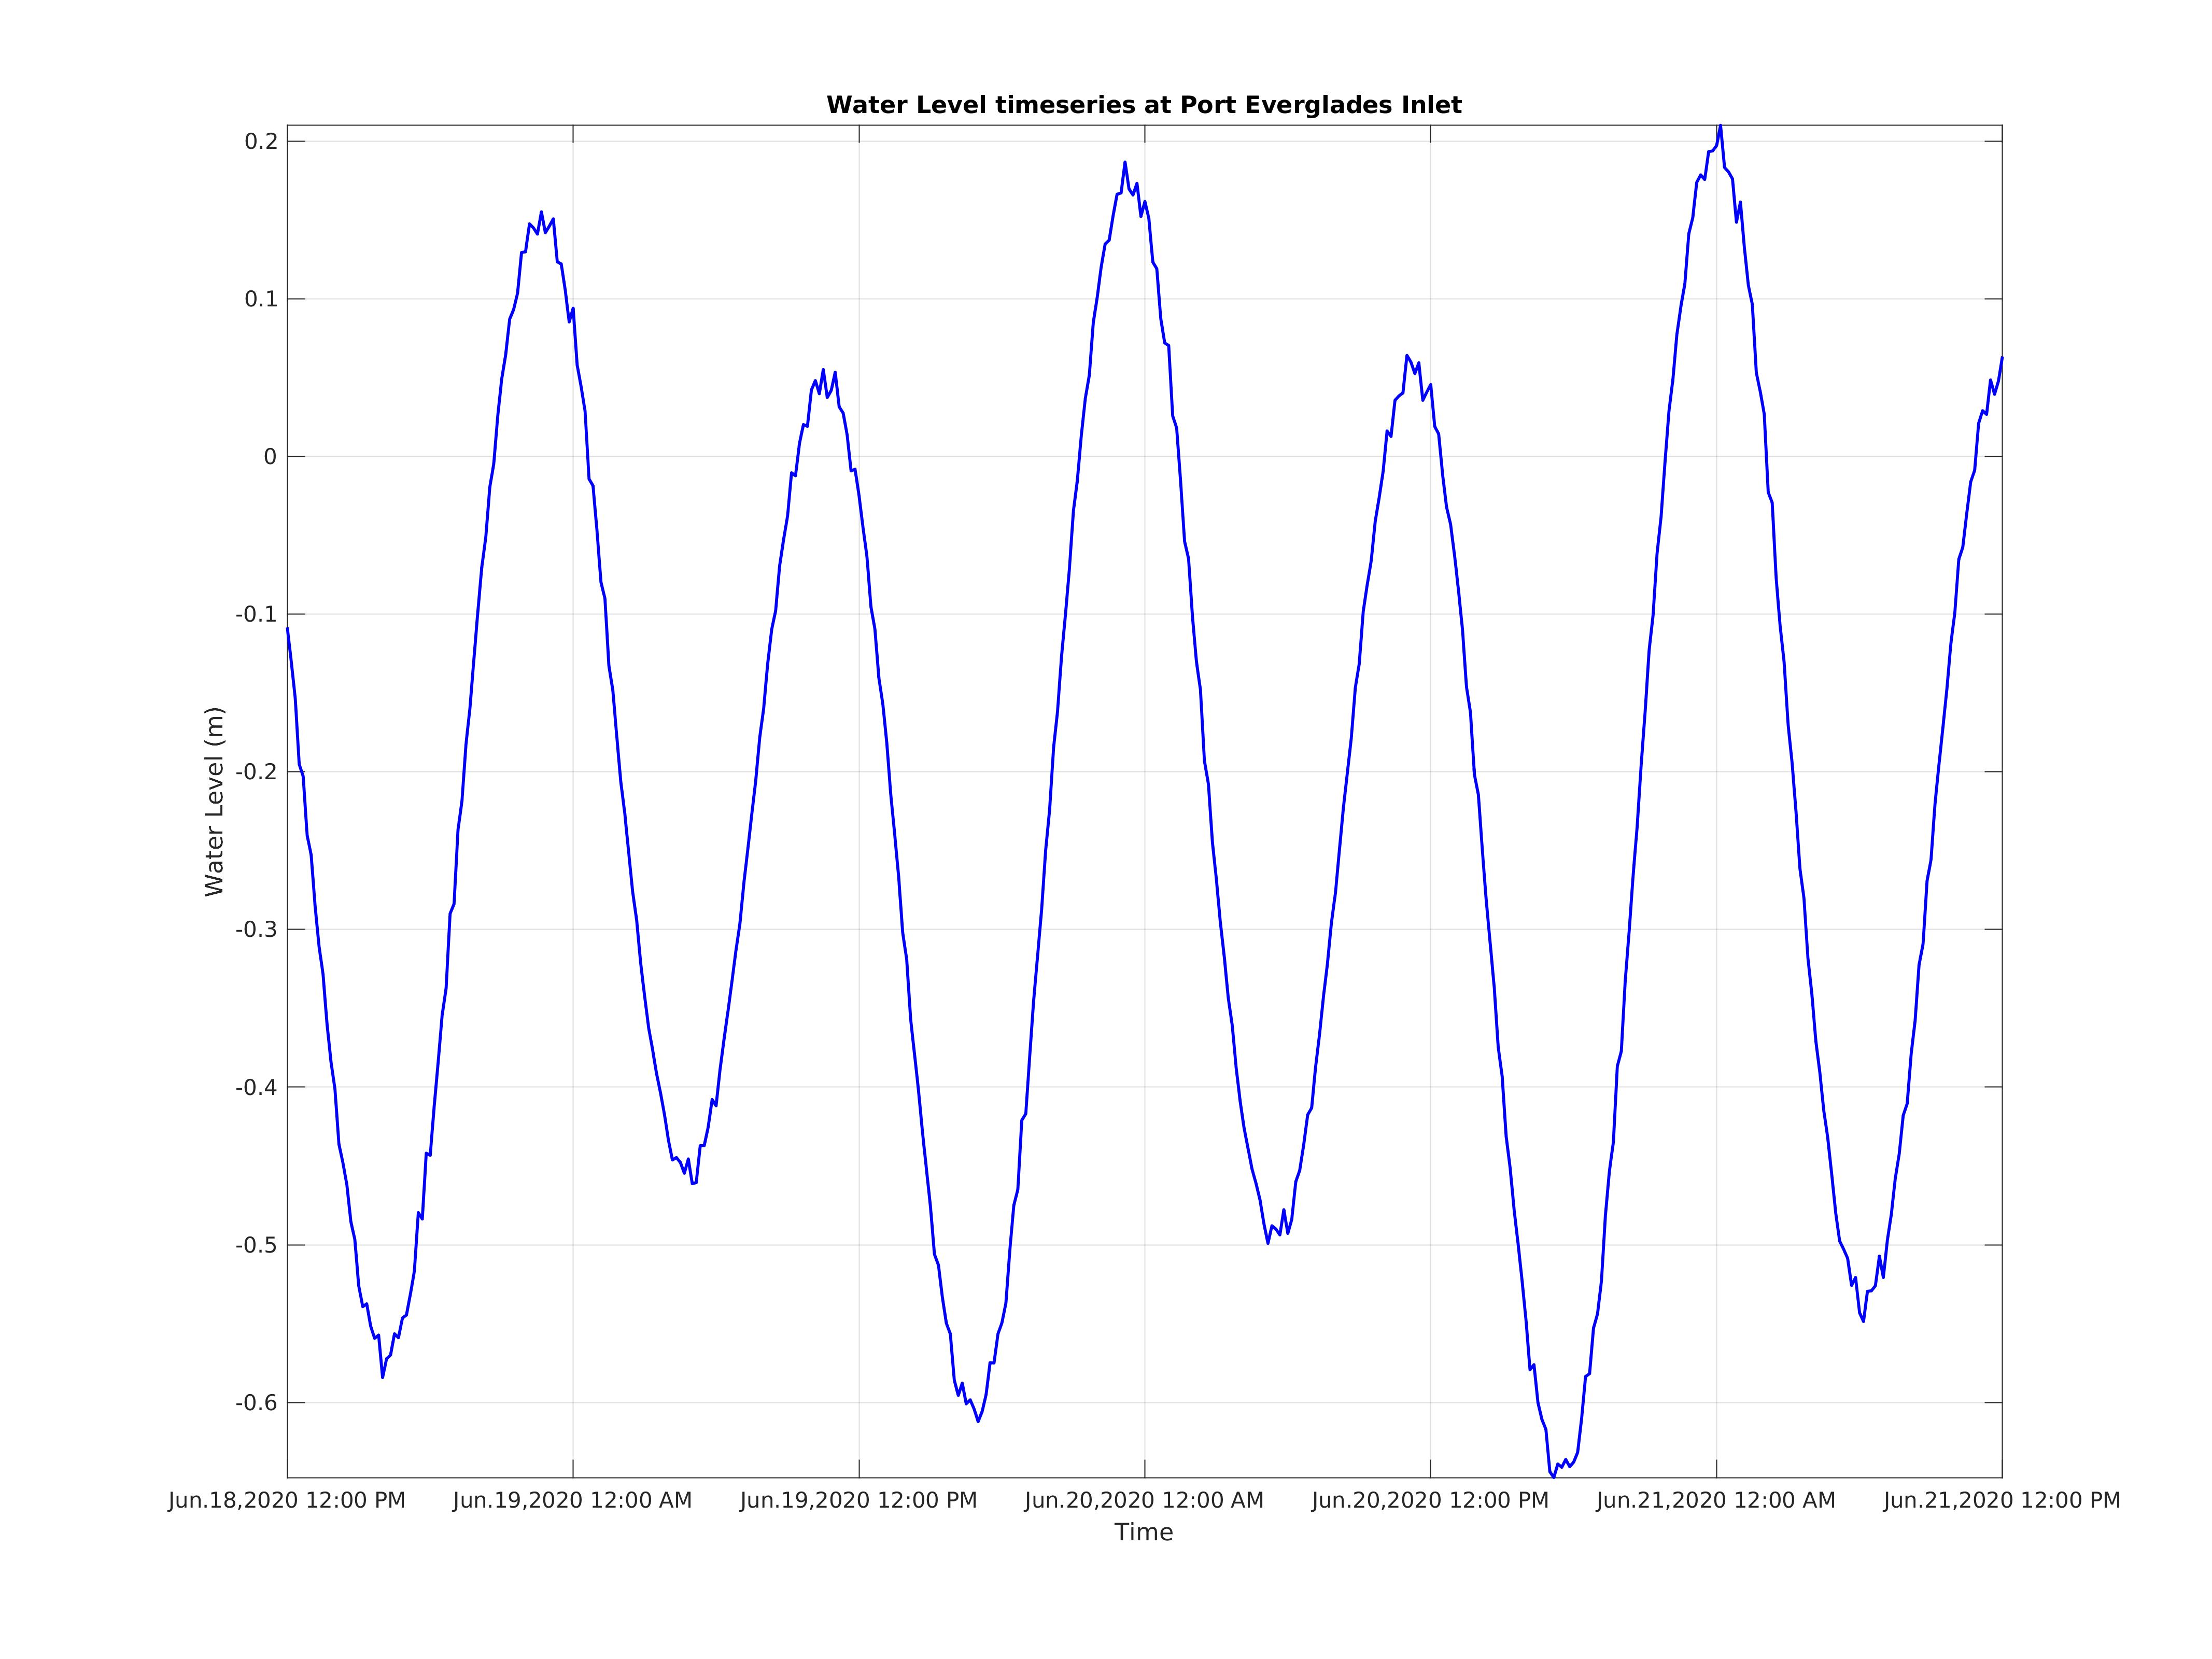 Water Level timeseries at Port Everglades Inlet
0.2
0.1
0
-0.1
-0.2
-0.3
-0.4
-0.5
-0.6
Water Level (m)
Jun.18,2020 12:00 PM Jun.19,2020 12:00 AM Jun.19,2020 12:00 PM Jun.20,2020 12:00 AM Jun.20,2020 12:00 PM Jun.21,2020 12:00 AM Jun.21,2020 12:00 PM
Time